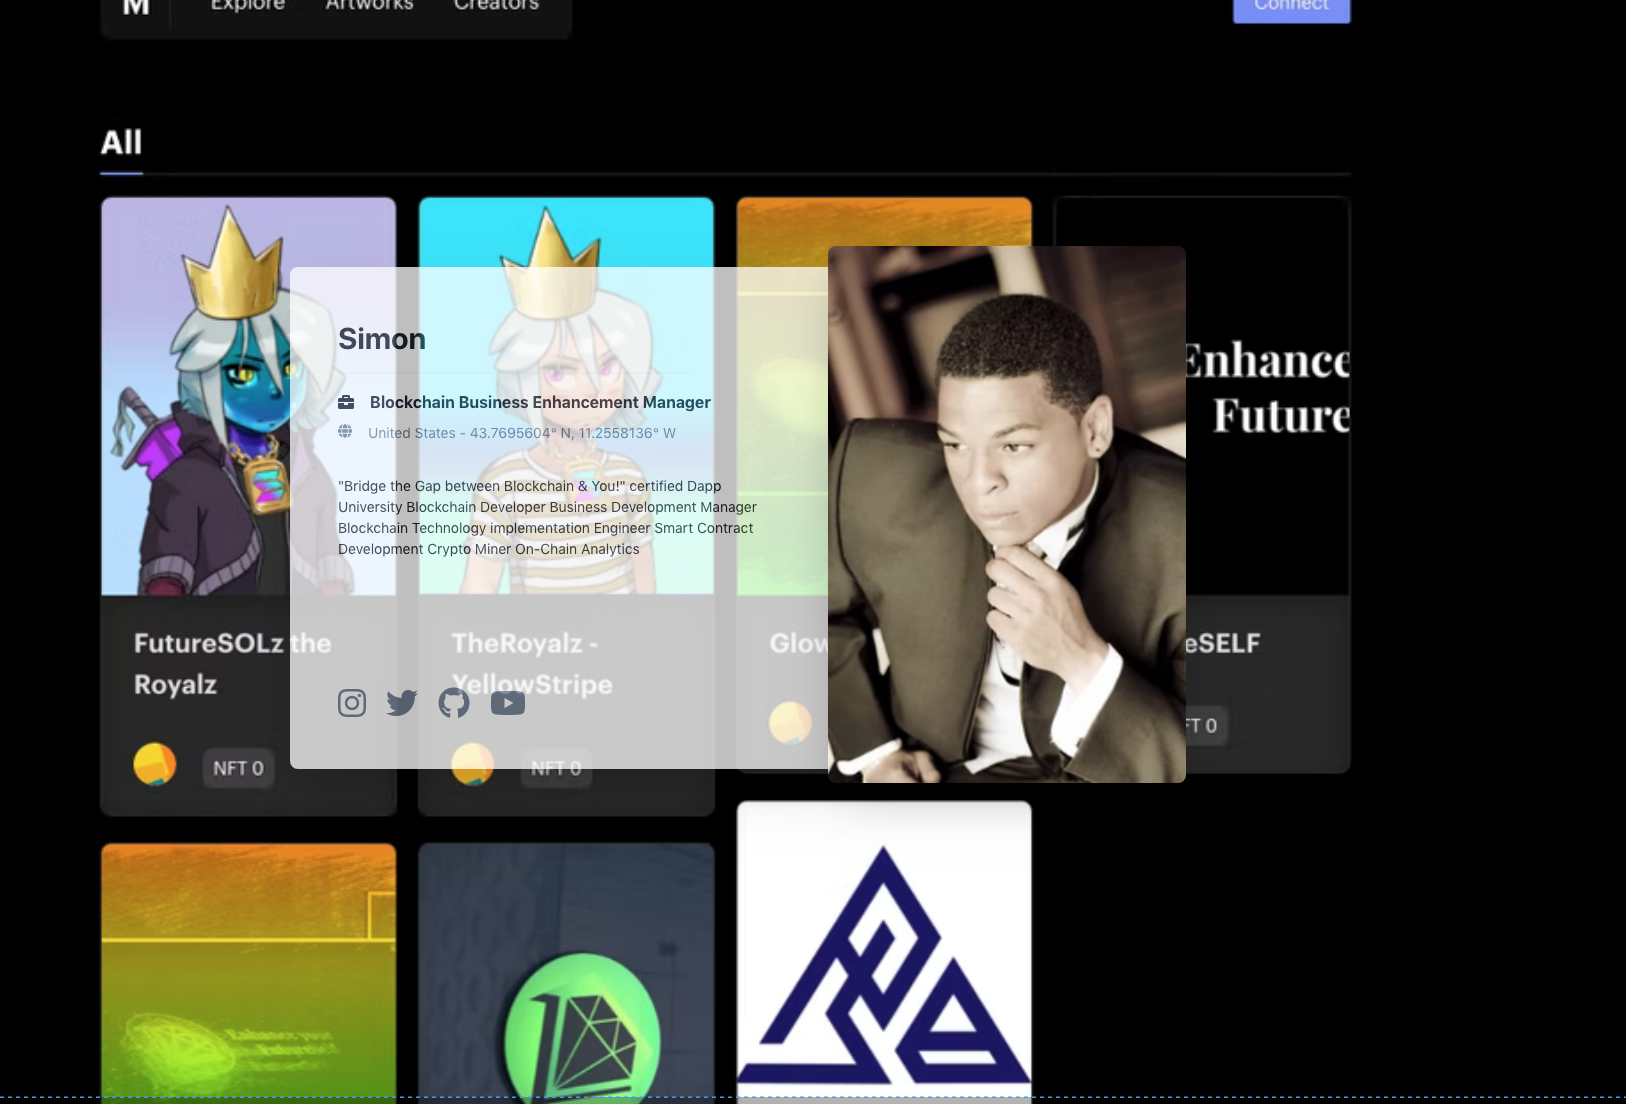 M
Explore
Artworks
Creators
Connect
All
Simon
Blockchain Business Enhancement Manager
United States - 43.7695604° N, 11.2558136° W
"Bridge the Gap between Blockchain & You!" certified Dapp
University Blockchain Developer Business Development Manager
Blockchain Technology implementation Engineer Smart Contract
Development Crypto Miner On-Chain Analytics
Enhance
Future
FutureSOLz the
Royalz
NFT 0
TheRoyalz -
YellowStripe
NFT 0
Glow
eSELF
FT 0
Enhance your